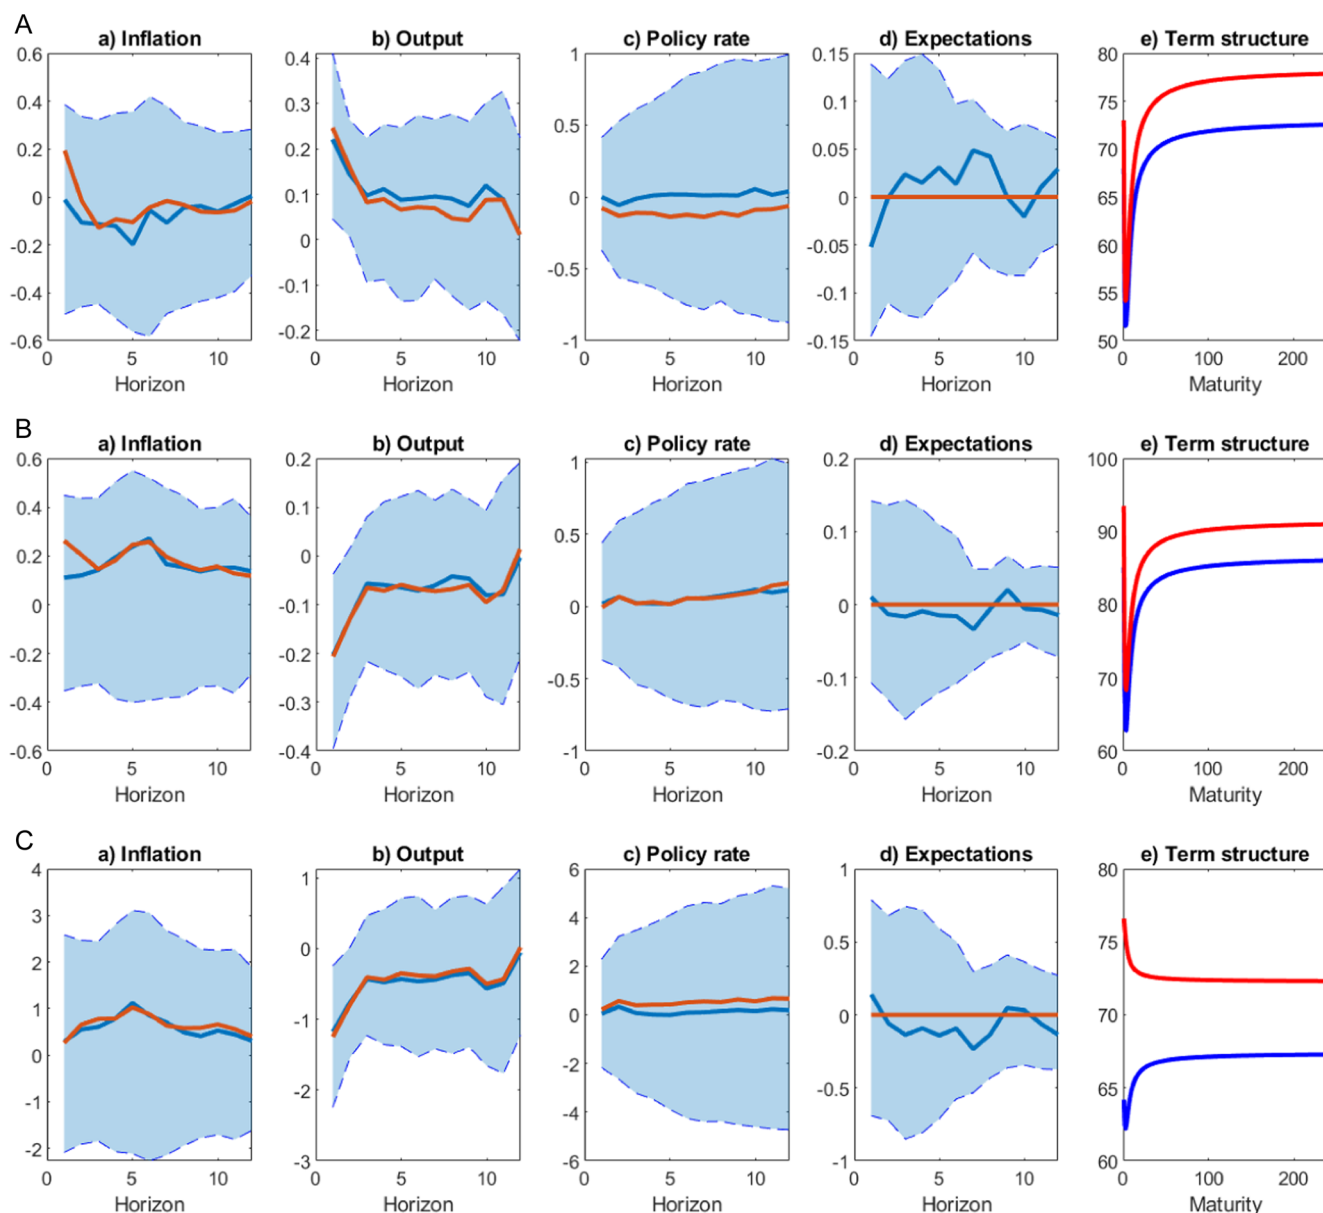 A
a) Inflation b) Output c) Policy rate d) Expectations e) Term structure
0.6 0.4 0.2 0 -0.2 -0.4 -0.6
0.4 0.3 0.2 0.1 0 -0.1 -0.2
1 0.5 0 -0.5 -1
0.15 0.1 0.05 0 -0.05 -0.1 -0.15
80 75 70 65 60 55 50
0 5 10 0 5 10 0 5 10 0 5 10 0 100 200
Horizon Horizon Horizon Horizon Maturity
B
a) Inflation b) Output c) Policy rate d) Expectations e) Term structure
0.6 0.4 0.2 0 -0.2 -0.4 -0.6
0.2 0.1 0 -0.1 -0.2 -0.3 -0.4
1 0.5 0 -0.5 -1
0.2 0.1 0 -0.1 -0.2
100 90 80 70 60
0 5 10 0 5 10 0 5 10 0 5 10 0 100 200
Horizon Horizon Horizon Horizon Maturity
C
a) Inflation b) Output c) Policy rate d) Expectations e) Term structure
4 3 2 1 0 -1 -2
1 0 -1 -2 -3
6 4 2 0 -2 -4 -6
1 0.5 0 -0.5 -1
80 75 70 65 60
0 5 10 0 5 10 0 5 10 0 5 10 0 100 200
Horizon Horizon Horizon Horizon Maturity